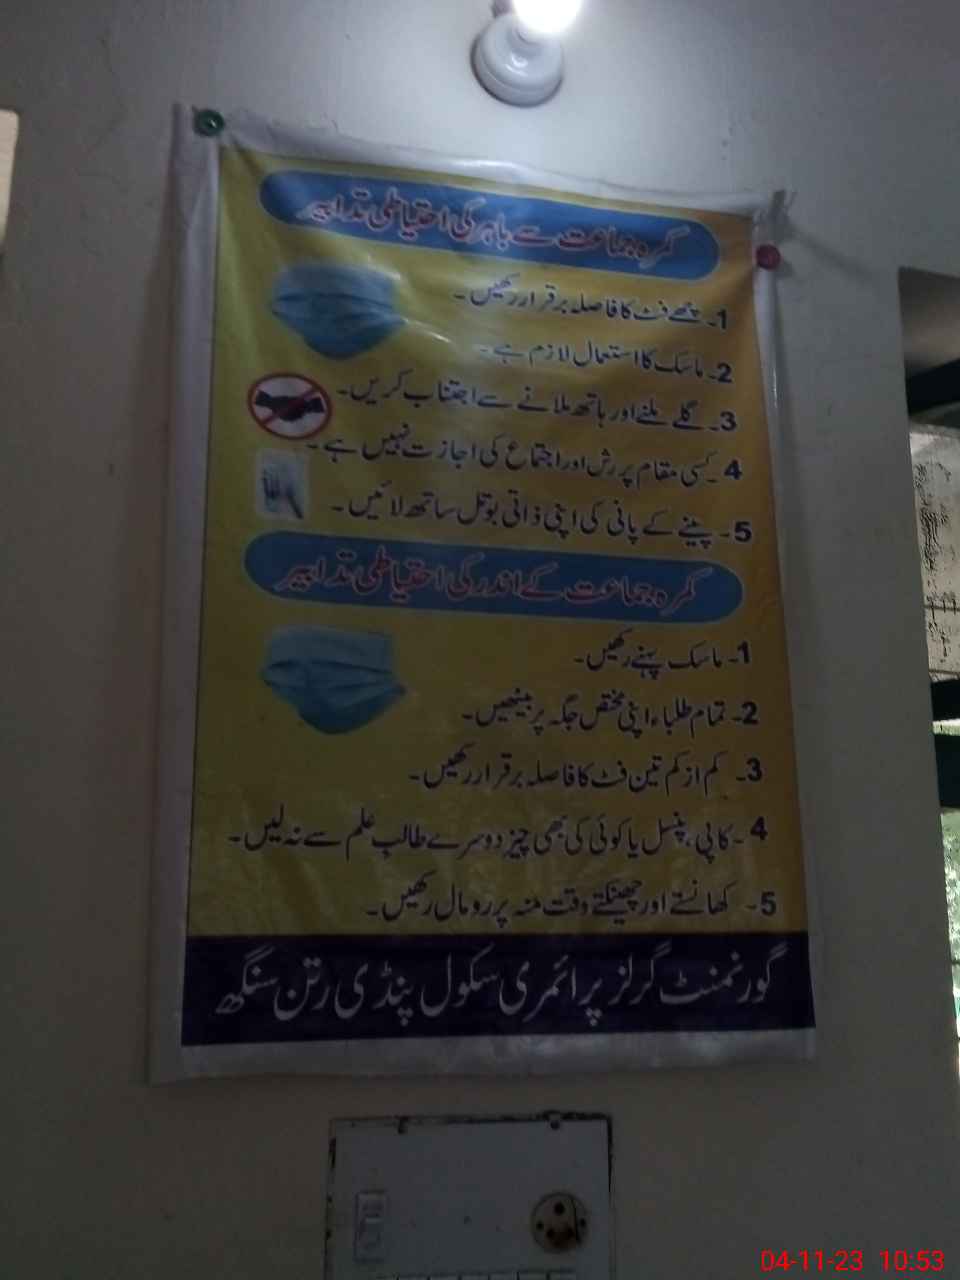 کمرہ جماعت سے باہر کی احتیاطی تدابیر
1۔ چھے فٹ کا فاصلہ برقرار رکھیں ۔
2۔ ماسک کا استعمال لازم ہے ۔
3۔ گلے ملنے اور ہاتھ ملانے سے اجتناب کریں۔
4۔ کسی مقام پر رش اور اجتماع کی اجازت نہیں ہے ۔
5۔ پینے کے پانی کی اپنی ذاتی بوتل ساتھ لائیں ۔
کمرہ جماعت کے اندر کی احتیاطی تدابیر
1۔ ماسک پہنے رکھیں۔
2۔ تمام طلباء اپنی مختص جگہ پر بیٹھیں۔
3۔ کم از کم تین فٹ کا فاصلہ برقرار رکھیں۔
4۔ کاپی، پنسل یا کوئی کی بھی چیز دوسرے طالب علم سے نہ لیں۔
5۔ کھانستے اور چھینکتے وقت منہ پر رومال رکھیں۔
گورنمنٹ گرلز پرائمری سکول پنڈی رتن سنگھ
04-11-23 10:53